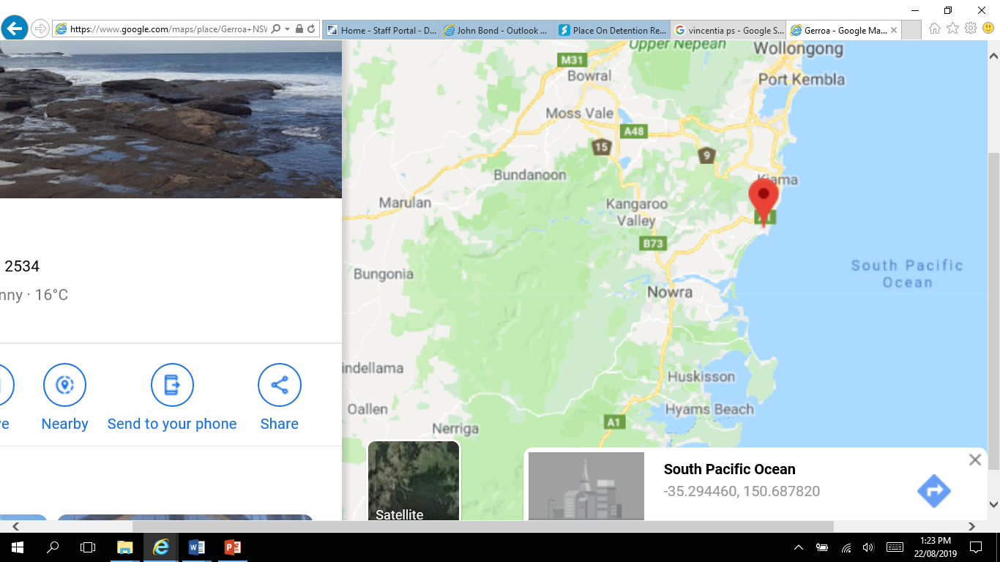 https://www.google.com/maps/place/Gerroa+NSV
Home - Staff Portal - D...
John Bond - Outlook ...
Place On Detention Re...
vincentia ps - Google S...
Gerroa - Google Ma...
Upper Nepean
Wollongong
M31
Bowral
Port Kembla
Moss Vale
A48
15
9
Bundanoon
Kiama
Marulan
Kangaroo
Valley
B73
South Pacific
Ocean
2534
Bungonia
nny · 16°C
Nowra
indellama
Huskisson
Oallen
Hyams Beach
Nerriga
A1
ve
Nearby
Send to your phone
Share
Satellite
South Pacific Ocean
-35.294460, 150.687820
1:23 PM
22/08/2019